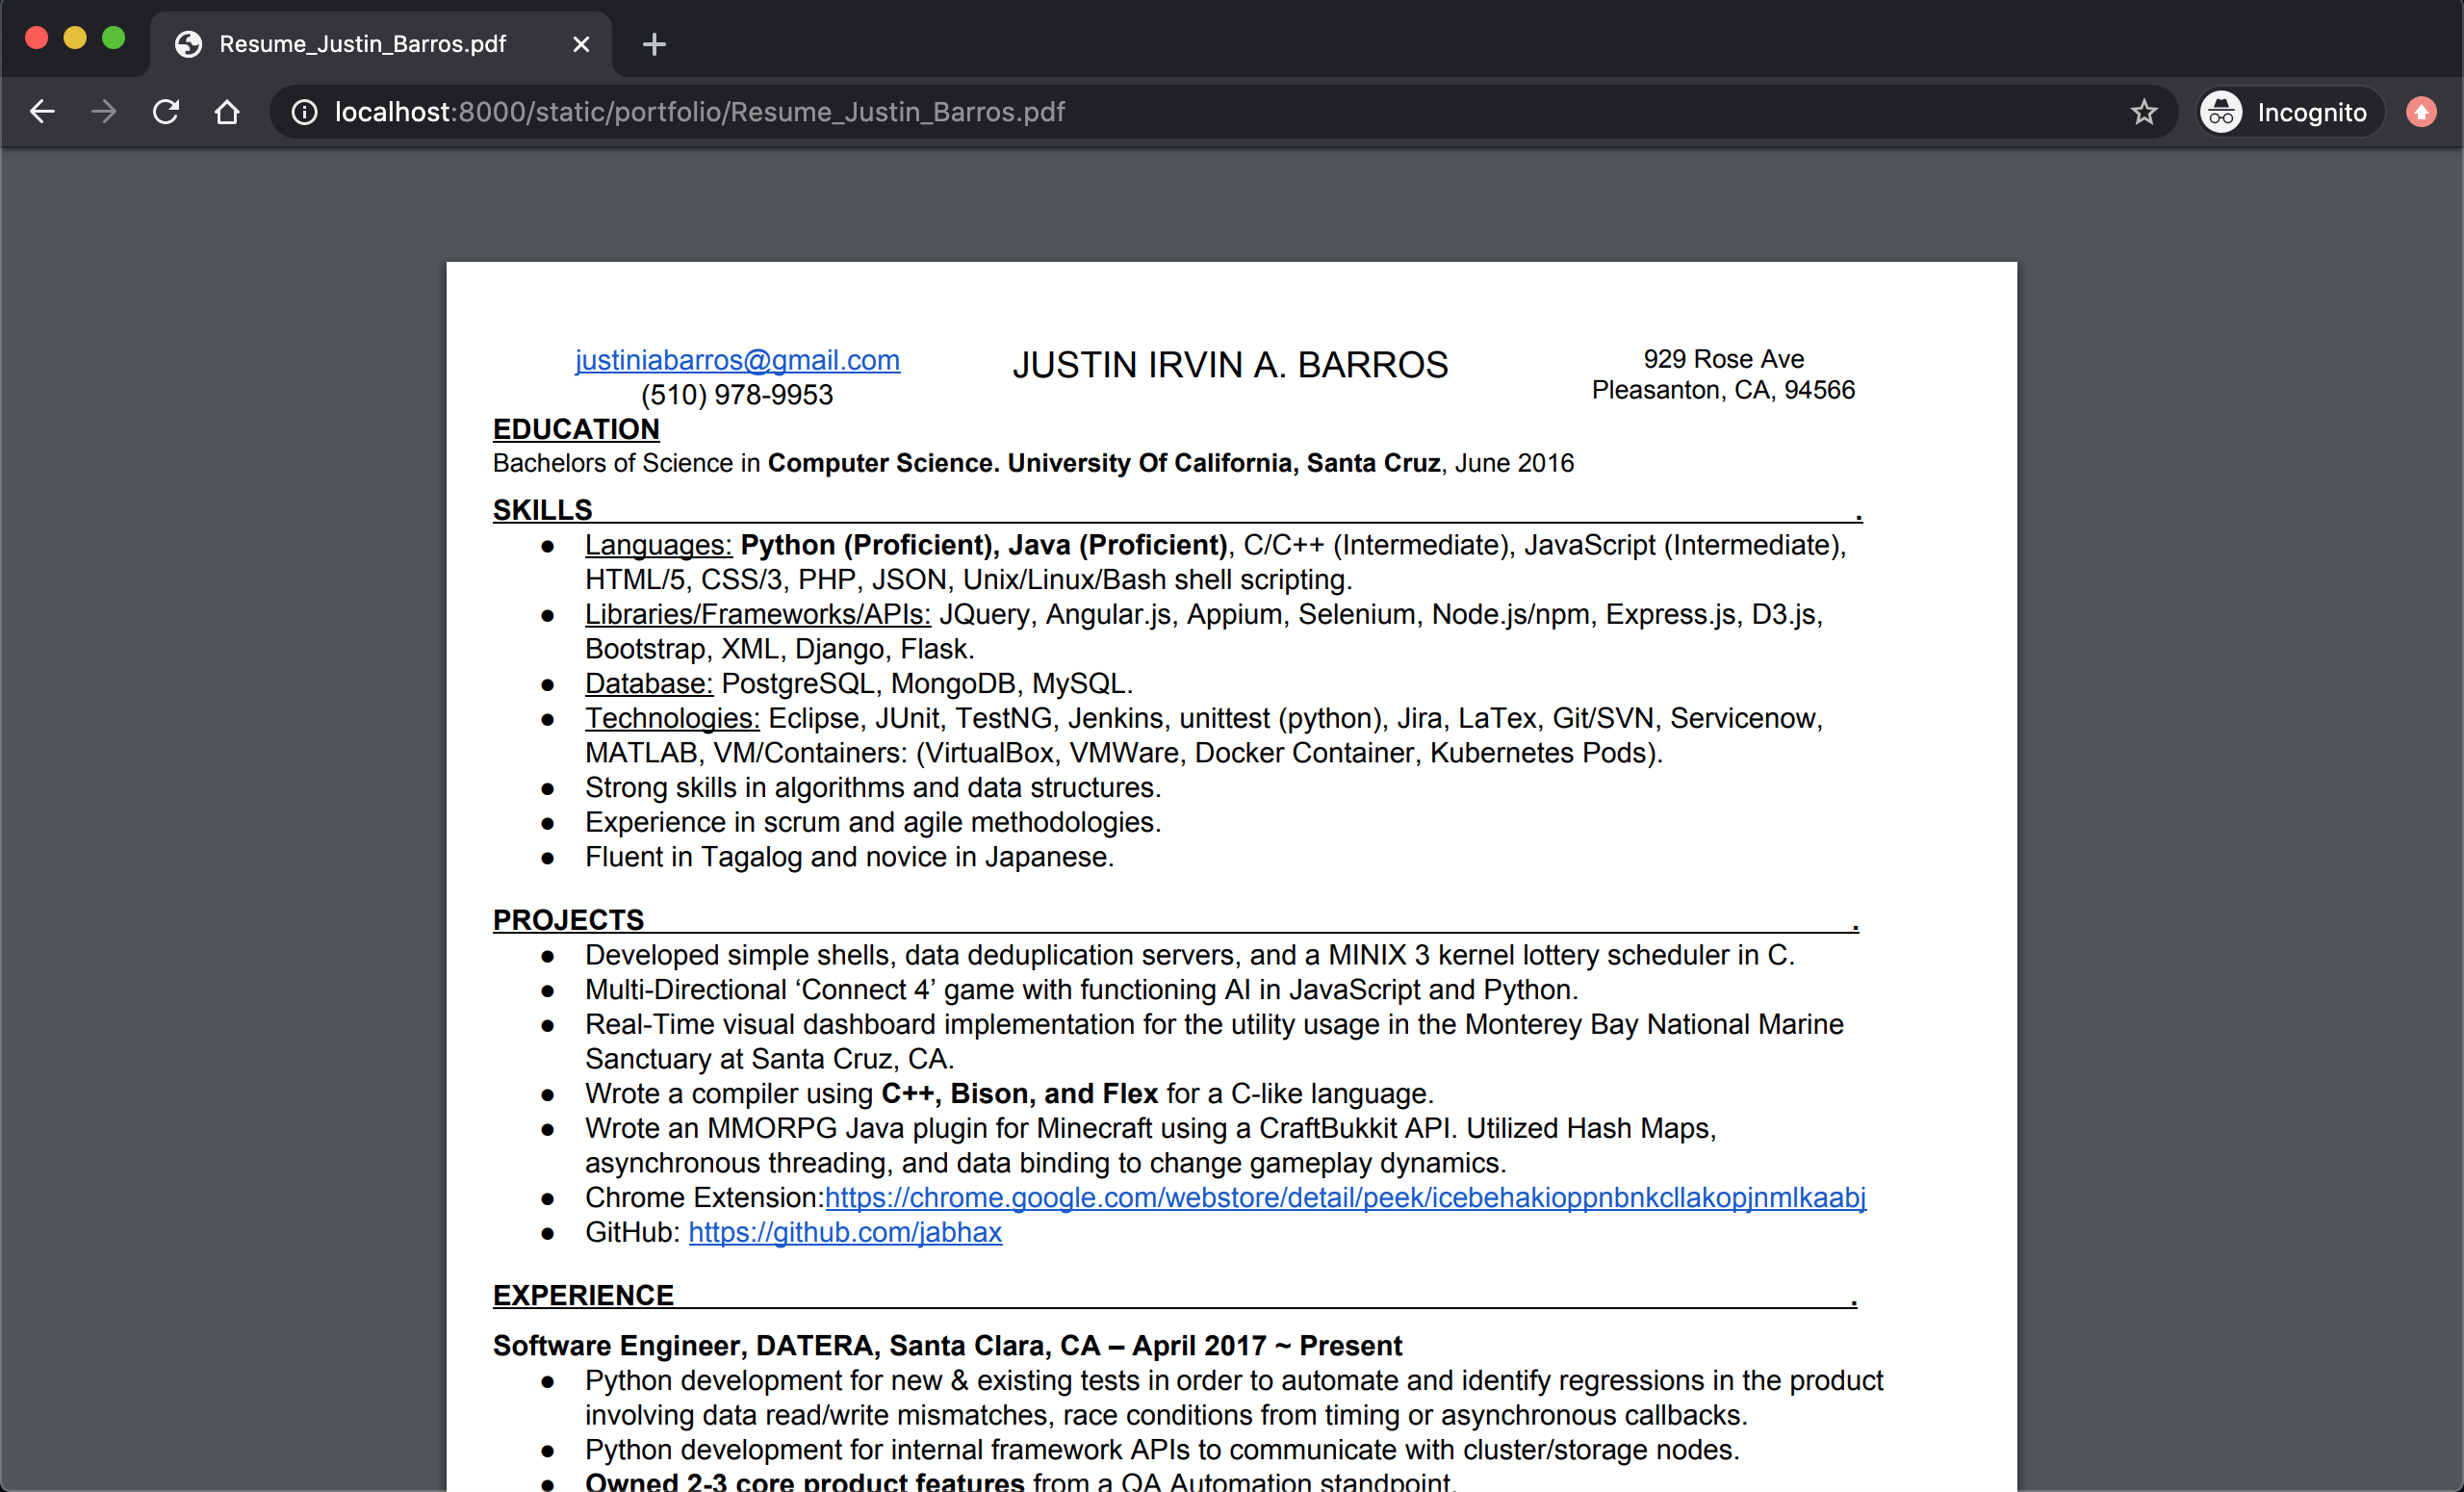 Resume_Justin_Barros.pdf
localhost:8000/static/portfolio/Resume_Justin_Barros.pdf
Incognito
justiniabarros@gmail.com
(510) 978-9953
JUSTIN IRVIN A. BARROS
929 Rose Ave
Pleasanton, CA, 94566
EDUCATION
Bachelors of Science in Computer Science. University Of California, Santa Cruz, June 2016
SKILLS .
● Languages: Python (Proficient), Java (Proficient), C/C++ (Intermediate), JavaScript (Intermediate),
HTML/5, CSS/3, PHP, JSON, Unix/Linux/Bash shell scripting.
● Libraries/Frameworks/APIs: JQuery, Angular.js, Appium, Selenium, Node.js/npm, Express.js, D3.js,
Bootstrap, XML, Django, Flask.
● Database: PostgreSQL, MongoDB, MySQL.
● Technologies: Eclipse, JUnit, TestNG, Jenkins, unittest (python), Jira, LaTex, Git/SVN, Servicenow,
MATLAB, VM/Containers: (VirtualBox, VMWare, Docker Container, Kubernetes Pods).
● Strong skills in algorithms and data structures.
● Experience in scrum and agile methodologies.
● Fluent in Tagalog and novice in Japanese.
PROJECTS .
● Developed simple shells, data deduplication servers, and a MINIX 3 kernel lottery scheduler in C.
● Multi-Directional ‘Connect 4’ game with functioning AI in JavaScript and Python.
● Real-Time visual dashboard implementation for the utility usage in the Monterey Bay National Marine
Sanctuary at Santa Cruz, CA.
● Wrote a compiler using C++, Bison, and Flex for a C-like language.
● Wrote an MMORPG Java plugin for Minecraft using a CraftBukkit API. Utilized Hash Maps,
asynchronous threading, and data binding to change gameplay dynamics.
● Chrome Extension:https://chrome.google.com/webstore/detail/peek/icebehakioppnbnkcllakopjnmlkaabj
● GitHub: https://github.com/jabhax
EXPERIENCE .
Software Engineer, DATERA, Santa Clara, CA – April 2017 ~ Present
● Python development for new & existing tests in order to automate and identify regressions in the product
involving data read/write mismatches, race conditions from timing or asynchronous callbacks.
● Python development for internal framework APIs to communicate with cluster/storage nodes.
● Owned 2-3 core product features from a QA Automation standpoint.